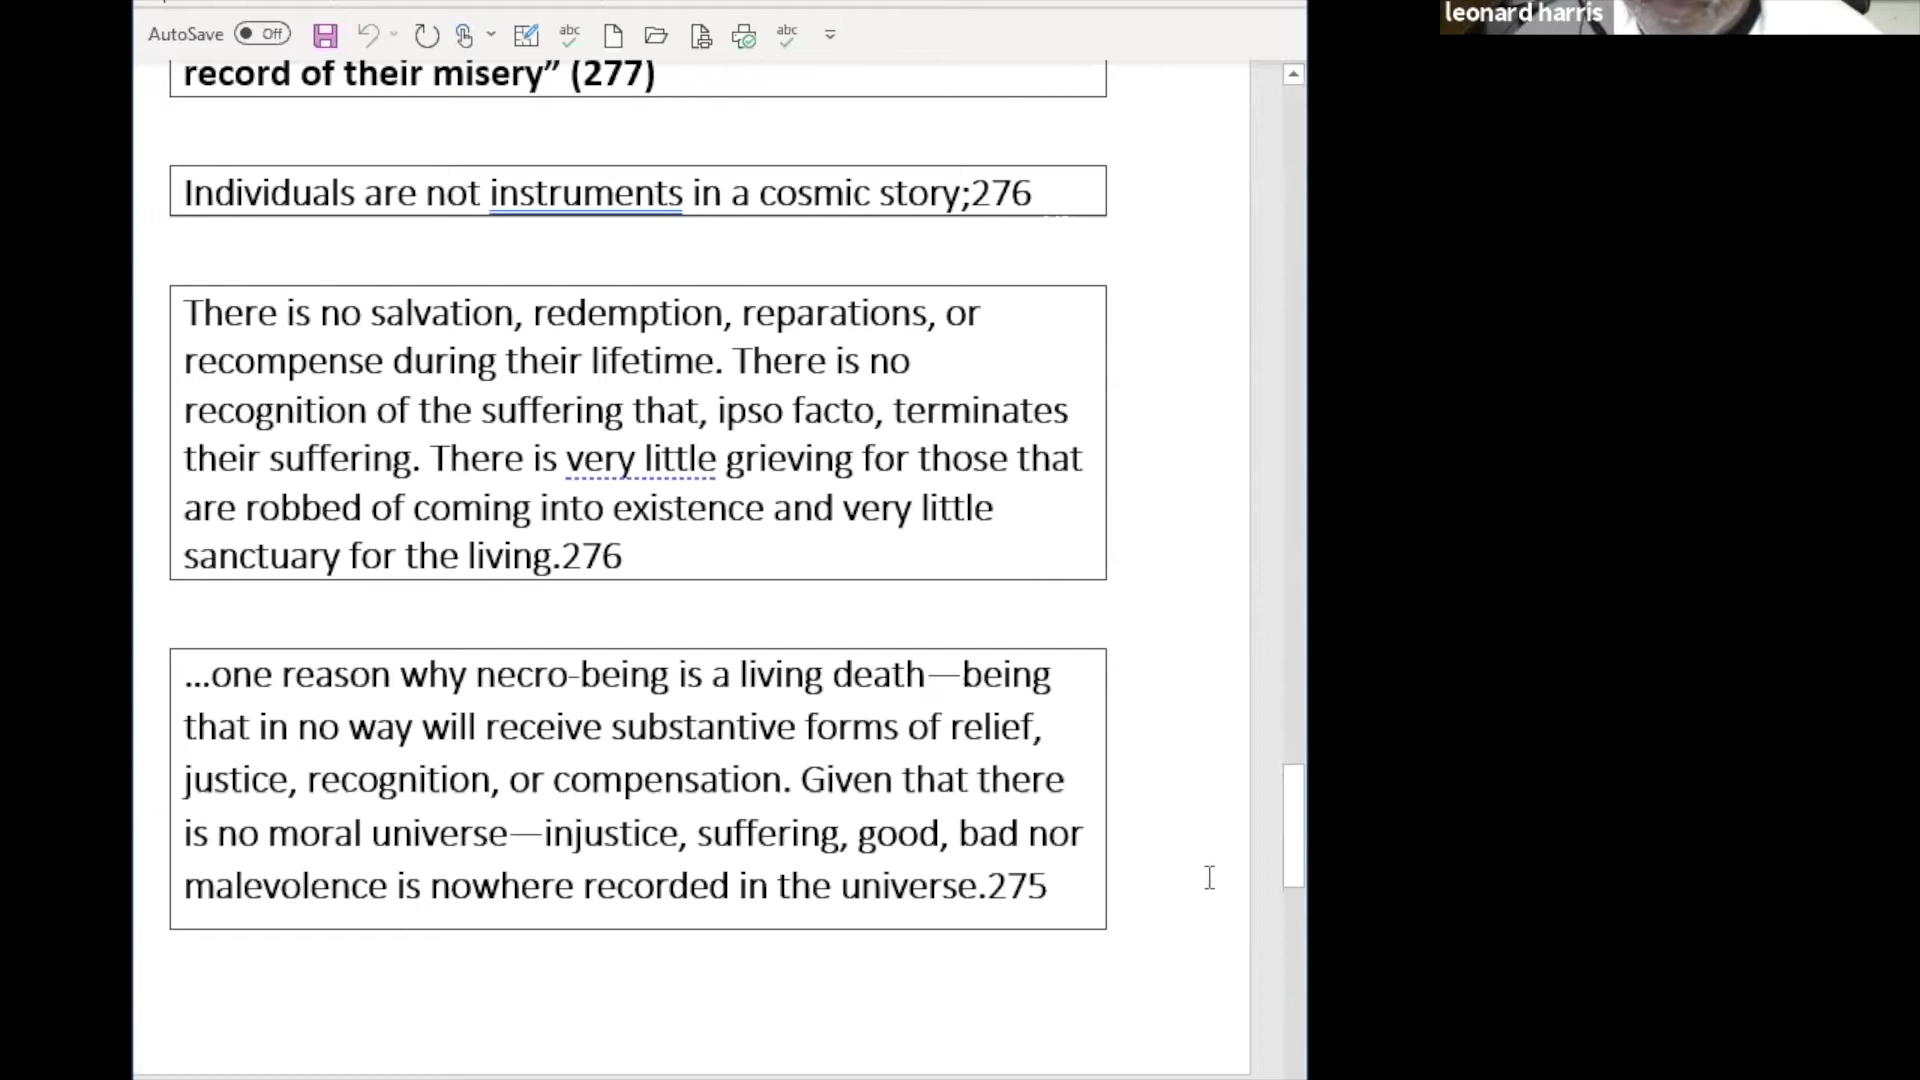 leonard harris
AutoSave Off
abc
abc
record of their misery” (277)
Individuals are not instruments in a cosmic story;276
There is no salvation, redemption, reparations, or
recompense during their lifetime. There is no
recognition of the suffering that, ipso facto, terminates
their suffering. There is very little grieving for those that
are robbed of coming into existence and very little
sanctuary for the living.276
...one reason why necro-being is a living death—being
that in no way will receive substantive forms of relief,
justice, recognition, or compensation. Given that there
is no moral universe—injustice, suffering, good, bad nor
malevolence is nowhere recorded in the universe.275